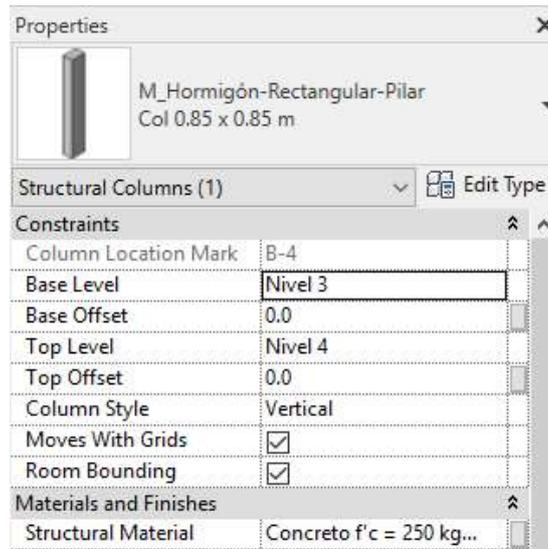 Properties
M_Hormigón-Rectangular-Pilar
Col 0.85 x 0.85 m
Structural Columns (1) Edit Type
Constraints
Column Location Mark B-4
Base Level Nivel 3
Base Offset 0.0
Top Level Nivel 4
Top Offset 0.0
Column Style Vertical
Moves With Grids
Room Bounding
Materials and Finishes
Structural Material Concreto f'c = 250 kg...